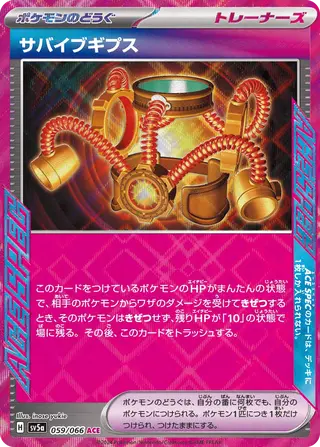 ポケモンのどうぐ
トレーナーズ
サバイブギプス
ACE SPEC
ACE SPEC
ACE SPECのカードは、デッキに
1枚しか入れられない。
このカードをつけているポケモンのHPがまんたんの状態
で、相手のポケモンからワザのダメージを受けてきぜつする
とき、そのポケモンはきぜつせず、残りHPが「10」の状態で
場に残る。その後、このカードをトラッシュする。
Illus. inose yukie
H sv5a 059/066 ACE
ポケモンのどうぐは、自分の番に何枚でも、自分の
ポケモンにつけられる。ポケモン1匹につき1枚だけ
つけられ、つけたままにする。